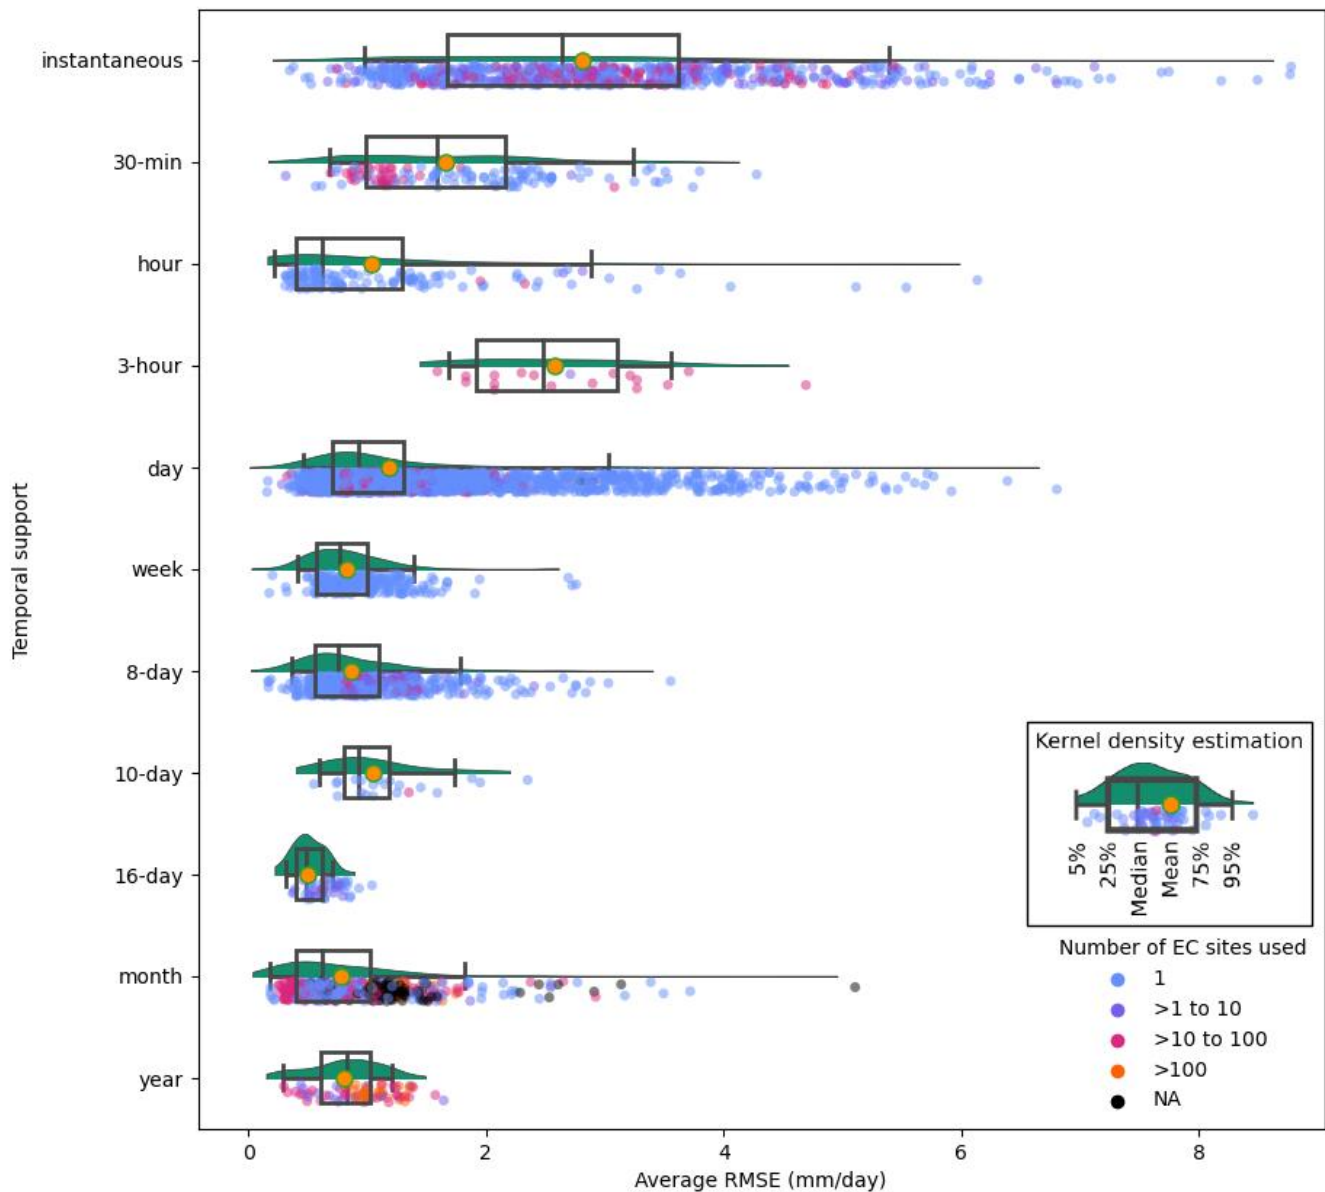 instantaneous
30-min
hour
3-hour
day
week
8-day
10-day
16-day
month
year
Temporal support
0 2 4 6 8
Average RMSE (mm/day)
Kernel density estimation
5% 25% Median Mean 75% 95%
Number of EC sites used
1
>1 to 10
>10 to 100
>100
NA